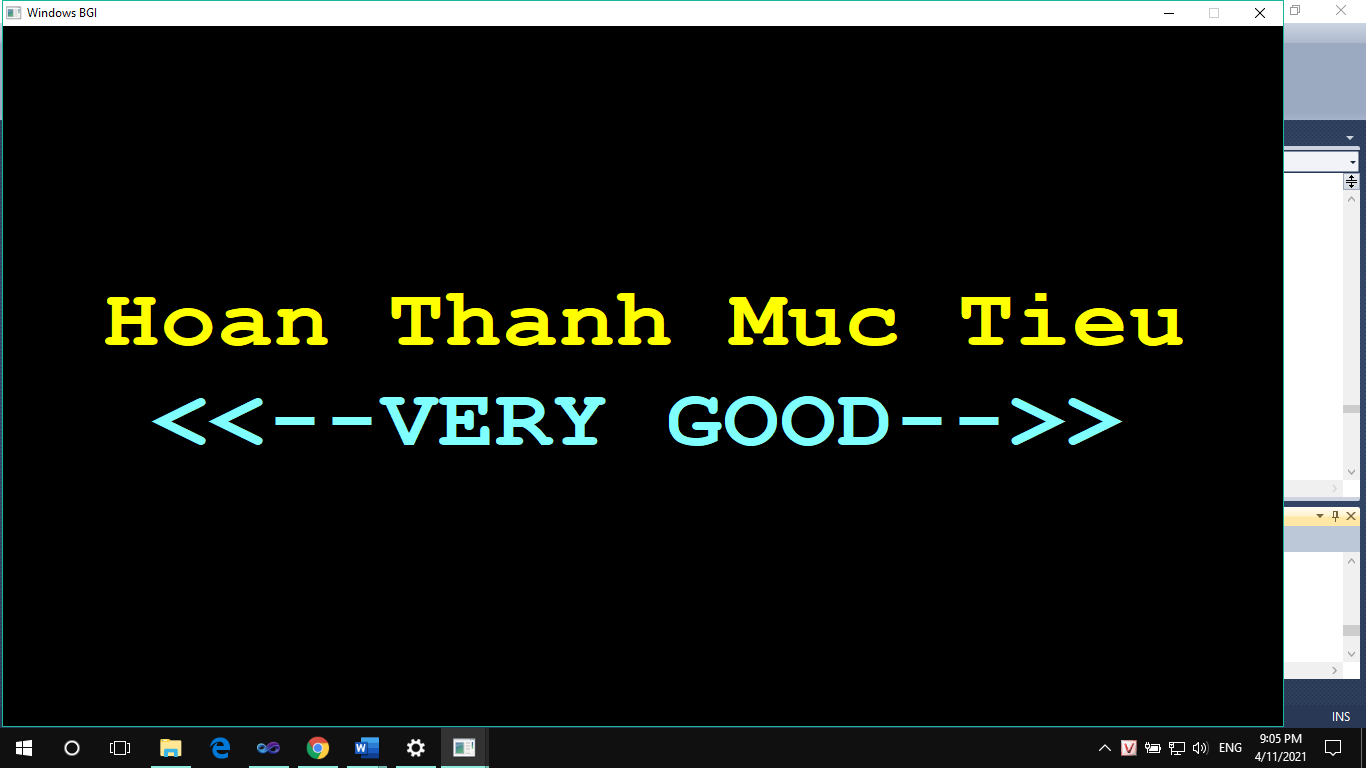 Windows BGI
Hoan Thanh Muc Tieu
<<--VERY GOOD-->>
INS
ENG
9:05 PM
4/11/2021